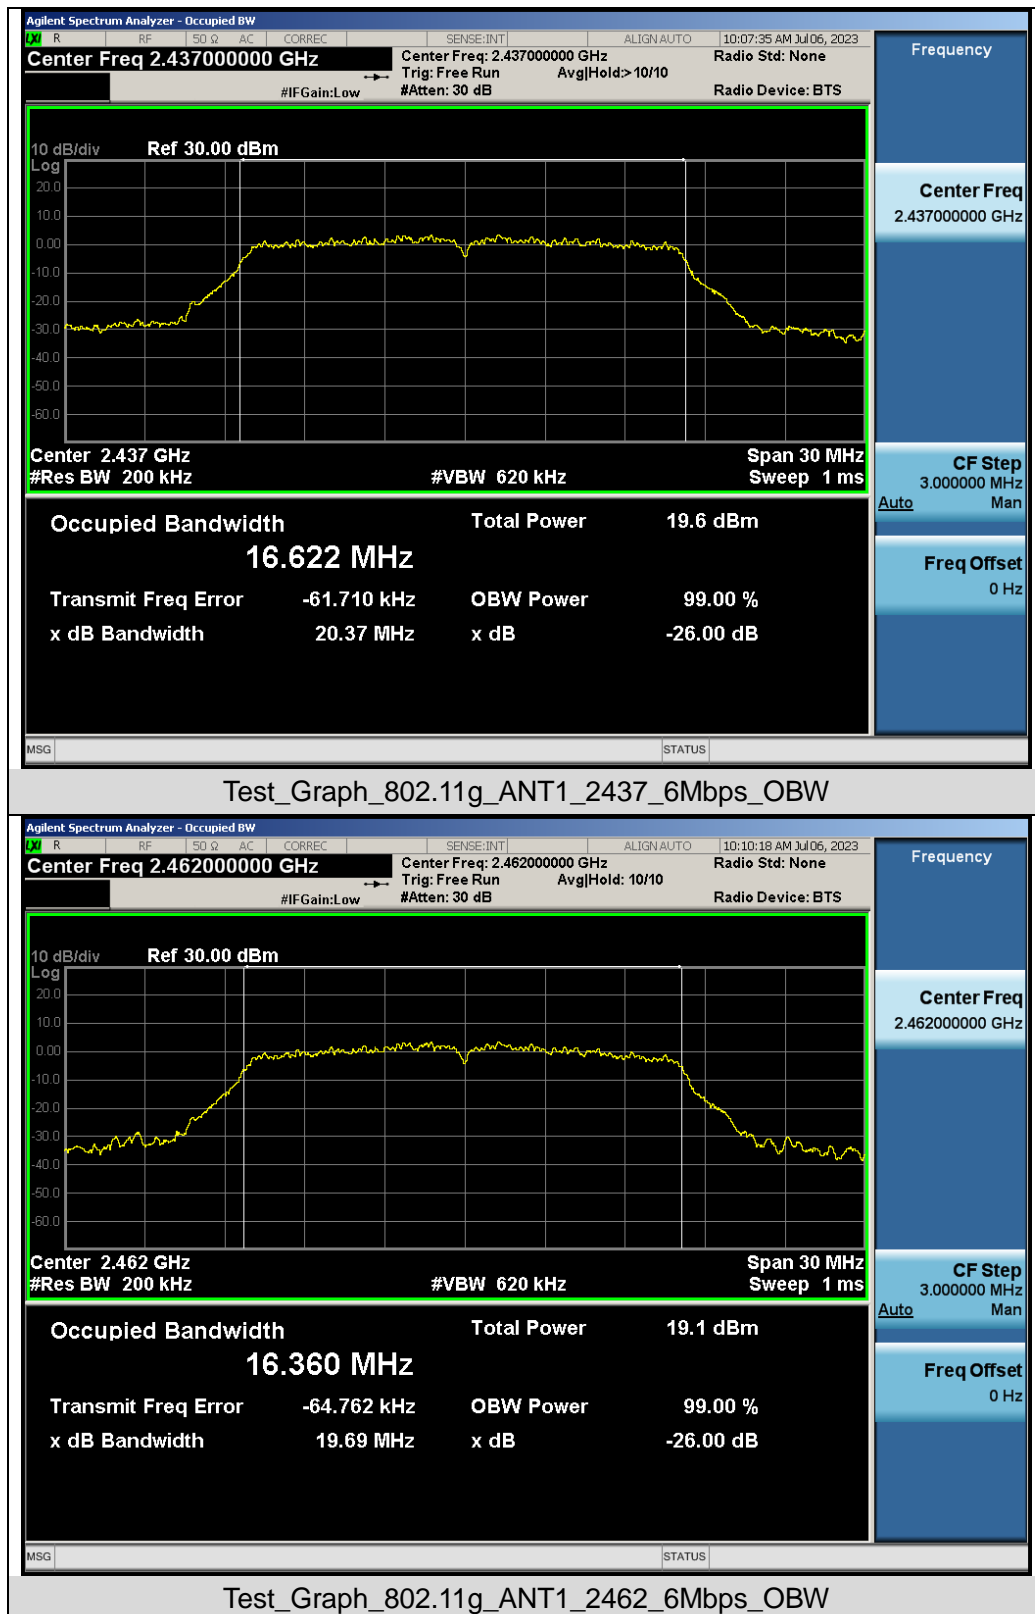 Agilent Spectrum Analyzer - Occupied BW
LXI R RF 50 Ω AC CORREC SENSE:INT ALIGN AUTO 10:07:35 AM Jul 06, 2023
Center Freq 2.437000000 GHz
Center Freq: 2.437000000 GHz
Radio Std: None
Trig: Free Run Avg|Hold:> 10/10
#IFGain:Low
#Atten: 30 dB
Radio Device: BTS
Frequency
10 dB/div Ref 30.00 dBm
Log
20.0
10.0
0.00
-10.0
-20.0
-30.0
-40.0
-50.0
-60.0
Center 2.437 GHz Span 30 MHz
#Res BW 200 kHz #VBW 620 kHz Sweep 1 ms
Center Freq
2.437000000 GHz
CF Step
3.000000 MHz
Auto Man
Freq Offset
0 Hz
Occupied Bandwidth Total Power 19.6 dBm
16.622 MHz
Transmit Freq Error -61.710 kHz OBW Power 99.00 %
x dB Bandwidth 20.37 MHz x dB -26.00 dB
MSG STATUS
Test_Graph_802.11g_ANT1_2437_6Mbps_OBW
Agilent Spectrum Analyzer - Occupied BW
LXI R RF 50 Ω AC CORREC SENSE:INT ALIGN AUTO 10:10:18 AM Jul 06, 2023
Center Freq 2.462000000 GHz
Center Freq: 2.462000000 GHz
Radio Std: None
Trig: Free Run Avg|Hold: 10/10
#IFGain:Low
#Atten: 30 dB
Radio Device: BTS
Frequency
10 dB/div Ref 30.00 dBm
Log
20.0
10.0
0.00
-10.0
-20.0
-30.0
-40.0
-50.0
-60.0
Center 2.462 GHz Span 30 MHz
#Res BW 200 kHz #VBW 620 kHz Sweep 1 ms
Center Freq
2.462000000 GHz
CF Step
3.000000 MHz
Auto Man
Freq Offset
0 Hz
Occupied Bandwidth Total Power 19.1 dBm
16.360 MHz
Transmit Freq Error -64.762 kHz OBW Power 99.00 %
x dB Bandwidth 19.69 MHz x dB -26.00 dB
MSG STATUS
Test_Graph_802.11g_ANT1_2462_6Mbps_OBW